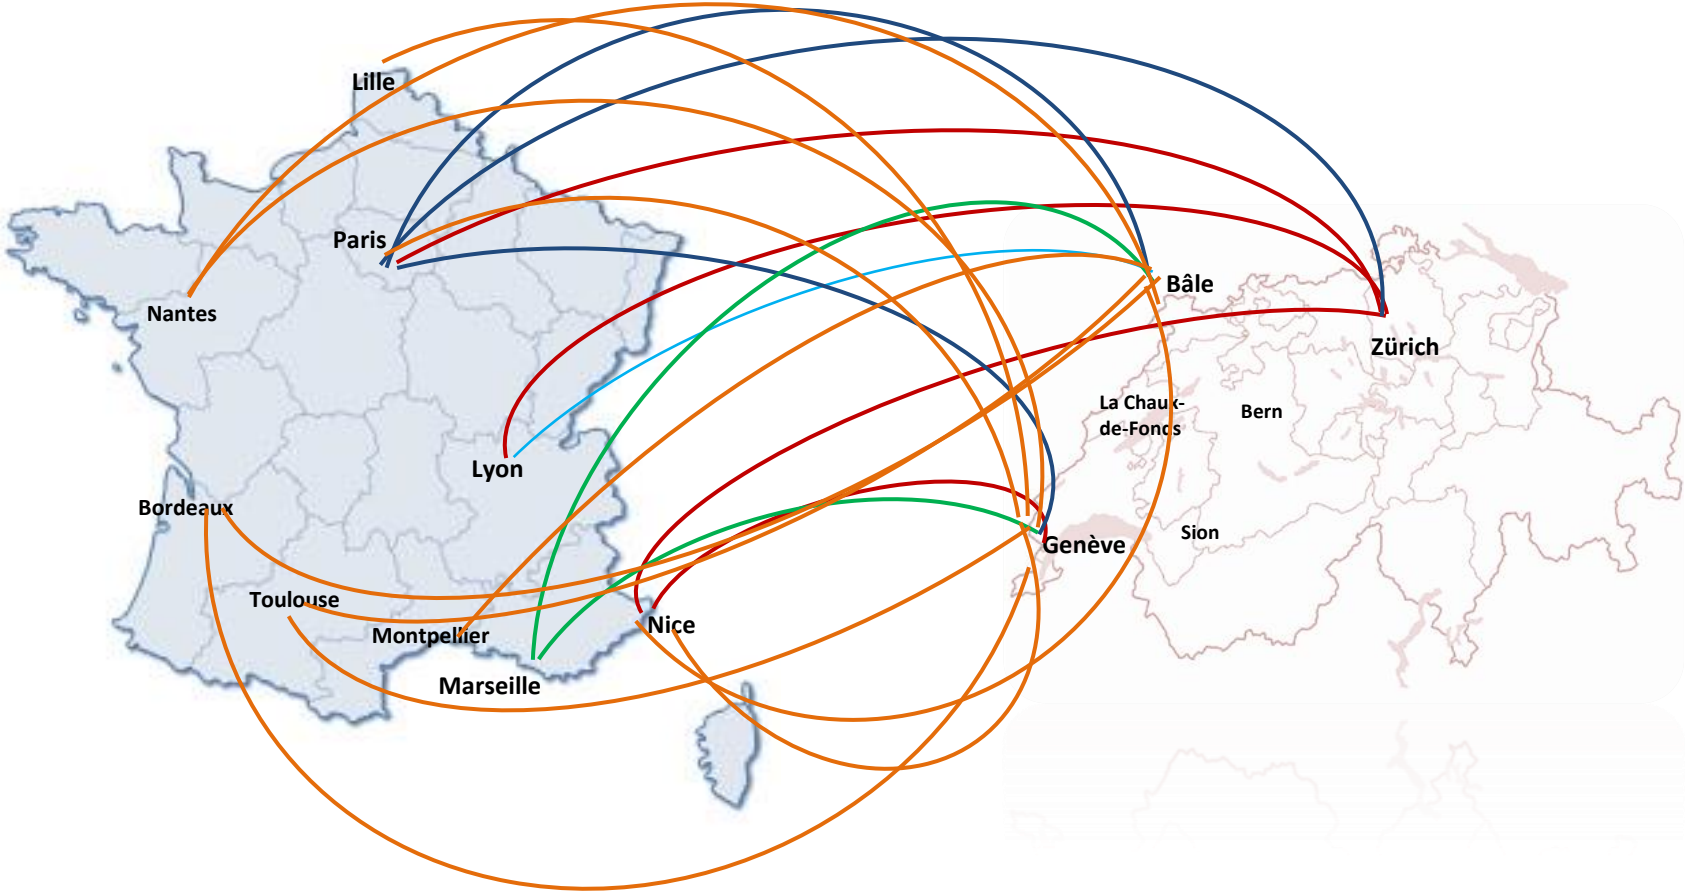 Lille
Paris
Bâle
Nantes
Zürich
La Chaux-
de-Fonds
Bern
Lyon
Bordeaux
Sion
Genève
Toulouse
Nice
Montpellier
Marseille